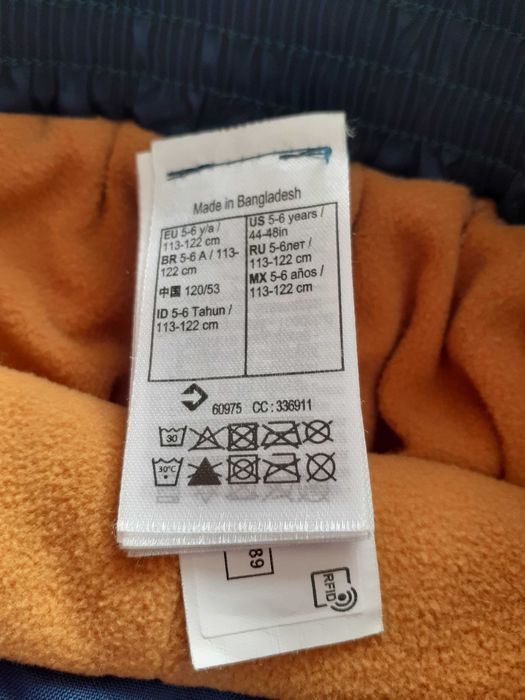 Made in Bangladesh
EU 5-6 y/a /
113-122 cm
BR 5-6 A / 113-
122 cm
中国 120/53
ID 5-6 Tahun /
113-122 cm
US 5-6 years /
44-48in
RU 5-6лет /
113-122 cm
MX 5-6 años /
113-122 cm
60975 CC : 336911
30
30°C
89
RFID